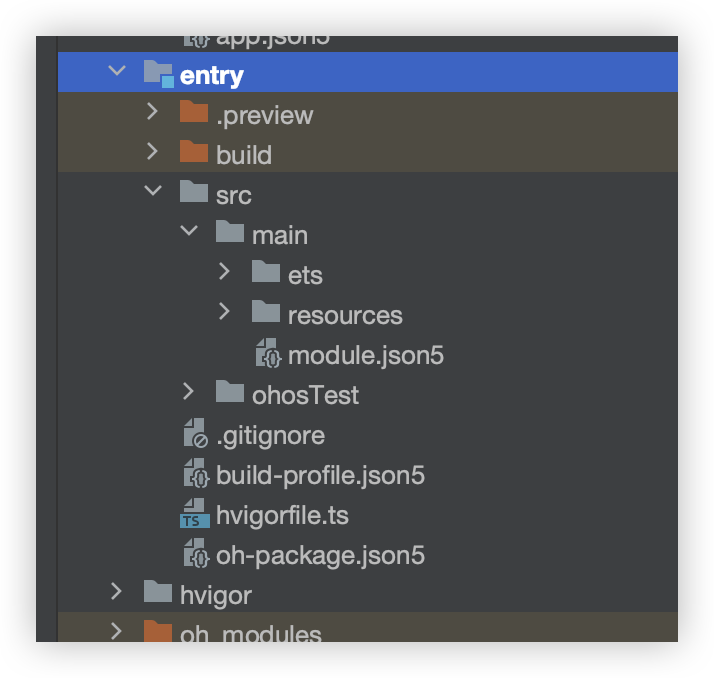 app.json5
entry
.preview
build
src
main
ets
resources
module.json5
ohosTest
.gitignore
build-profile.json5
TS hvigorfile.ts
oh-package.json5
hvigor
oh_modules